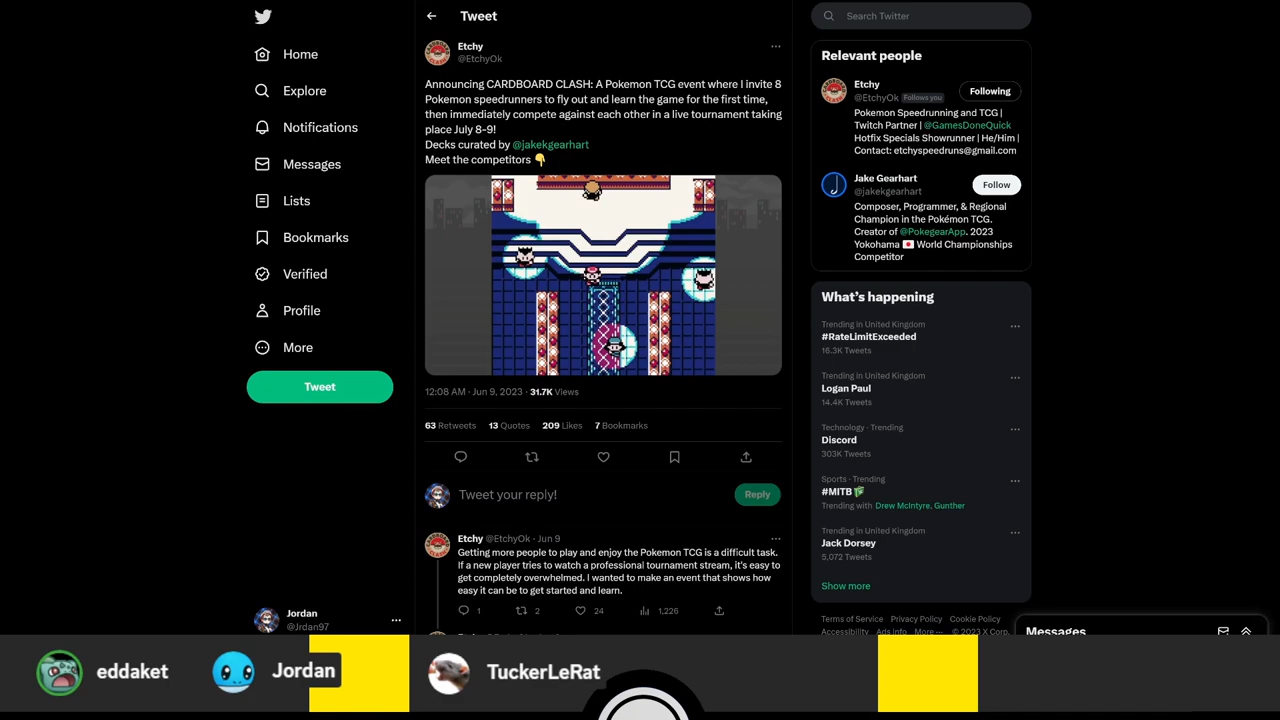 Home
Explore
Notifications
Messages
Lists
Bookmarks
Verified
Profile
More
Tweet
Jordan
@Jrdan97
Tweet
Etchy
@EtchyOk
Announcing CARDBOARD CLASH: A Pokemon TCG event where I invite 8
Pokemon speedrunners to fly out and learn the game for the first time,
then immediately compete against each other in a live tournament taking
place July 8-9!
Decks curated by @jakekgearhart
Meet the competitors 👇
12:08 AM · Jun 9, 2023 · 31.7K Views
63 Retweets 13 Quotes 209 Likes 7 Bookmarks
Tweet your reply!
Reply
Etchy @EtchyOk · Jun 9
Getting more people to play and enjoy the Pokemon TCG is a difficult task.
If a new player tries to watch a professional tournament stream, it's easy to
get completely overwhelmed. I wanted to make an event that shows how
easy it can be to get started and learn.
1 2 24 1,226
Search Twitter
Relevant people
Etchy
@EtchyOk Follows you
Following
Pokemon Speedrunning and TCG |
Twitch Partner | @GamesDoneQuick
Hotfix Specials Showrunner | He/Him |
Contact: etchyspeedruns@gmail.com
Jake Gearhart
@jakekgearhart
Follow
Composer, Programmer, & Regional
Champion in the Pokémon TCG.
Creator of @PokegearApp. 2023
Yokohama 🇯🇵 World Championships
Competitor
What's happening
Trending in United Kingdom
#RateLimitExceeded
16.3K Tweets
Trending in United Kingdom
Logan Paul
14.4K Tweets
Technology · Trending
Discord
303K Tweets
Sports · Trending
#MITB
Trending with Drew McIntyre, Gunther
Trending in United Kingdom
Jack Dorsey
5,072 Tweets
Show more
Terms of Service Privacy Policy Cookie Policy
Accessibility Ads info More ··· © 2023 X Corp.
Messages
eddaket
Jordan
TuckerLeRat